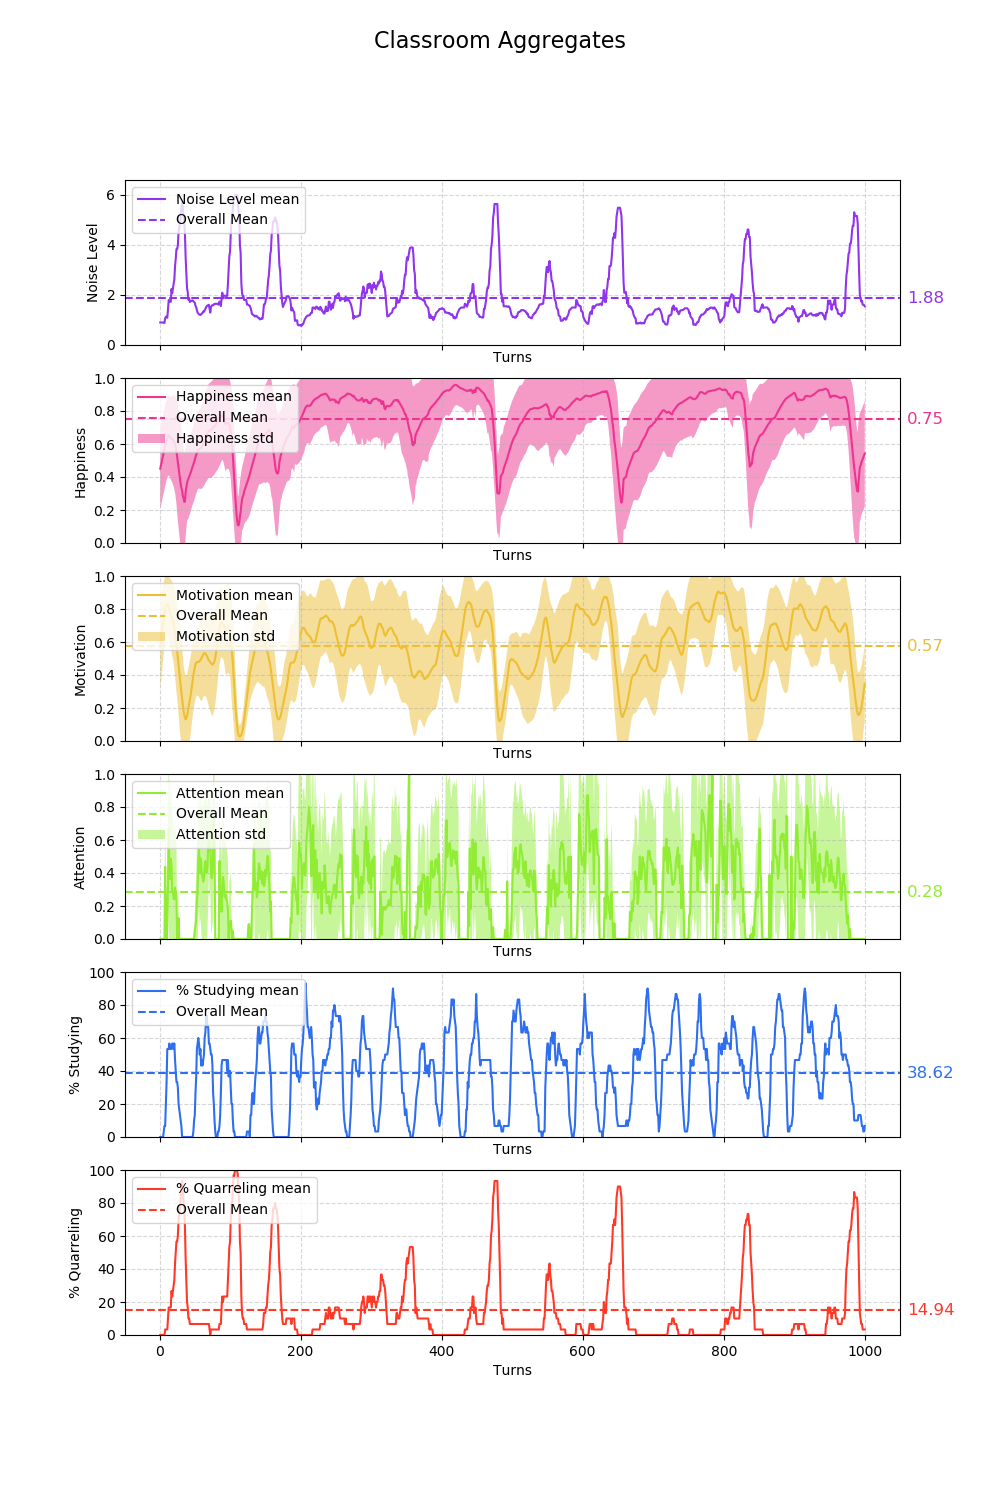 Classroom Aggregates
Noise Level mean
Overall Mean
Noise Level
6
4
2
0
1.88
Turns
Happiness mean
Overall Mean
Happiness std
Happiness
1.0
0.8
0.6
0.4
0.2
0.0
0.75
Turns
Motivation mean
Overall Mean
Motivation std
Motivation
1.0
0.8
0.6
0.4
0.2
0.0
0.57
Turns
Attention mean
Overall Mean
Attention std
Attention
1.0
0.8
0.6
0.4
0.2
0.0
0.28
Turns
% Studying mean
Overall Mean
% Studying
100
80
60
40
20
0
38.62
Turns
% Quarreling mean
Overall Mean
% Quarreling
100
80
60
40
20
0
14.94
0 200 400 600 800 1000
Turns